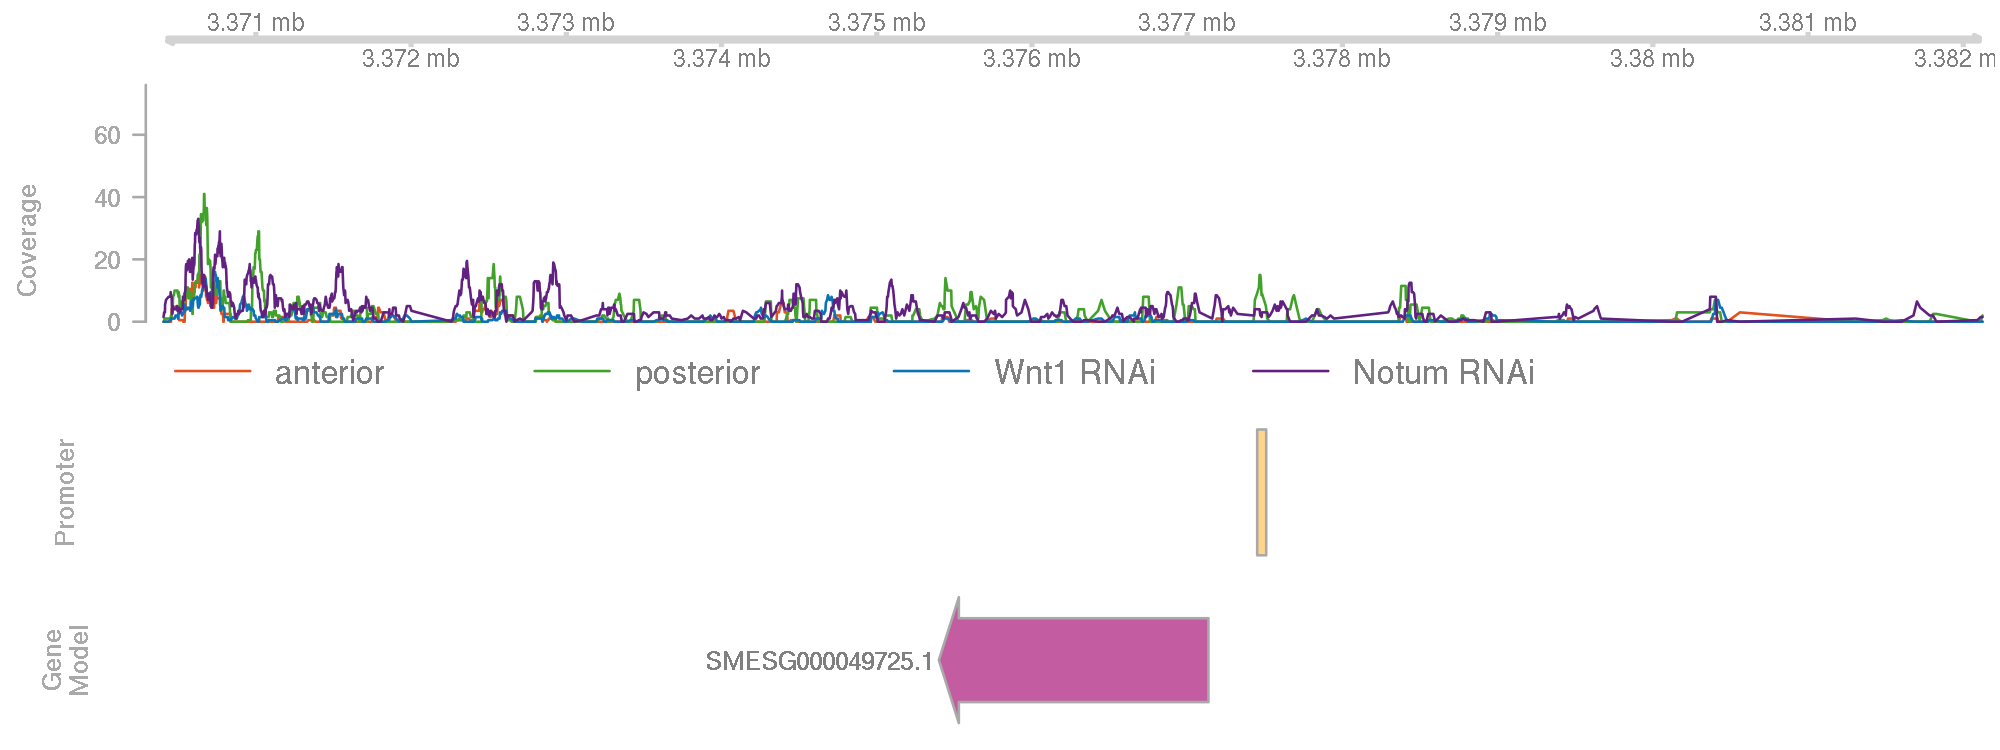 3.371 mb 3.373 mb 3.375 mb 3.377 mb 3.379 mb 3.381 mb
3.372 mb 3.374 mb 3.376 mb 3.378 mb 3.38 mb 3.382 m
Coverage
60
40
20
0
anterior posterior Wnt1 RNAi Notum RNAi
Promoter
Gene
Model
SMESG000049725.1